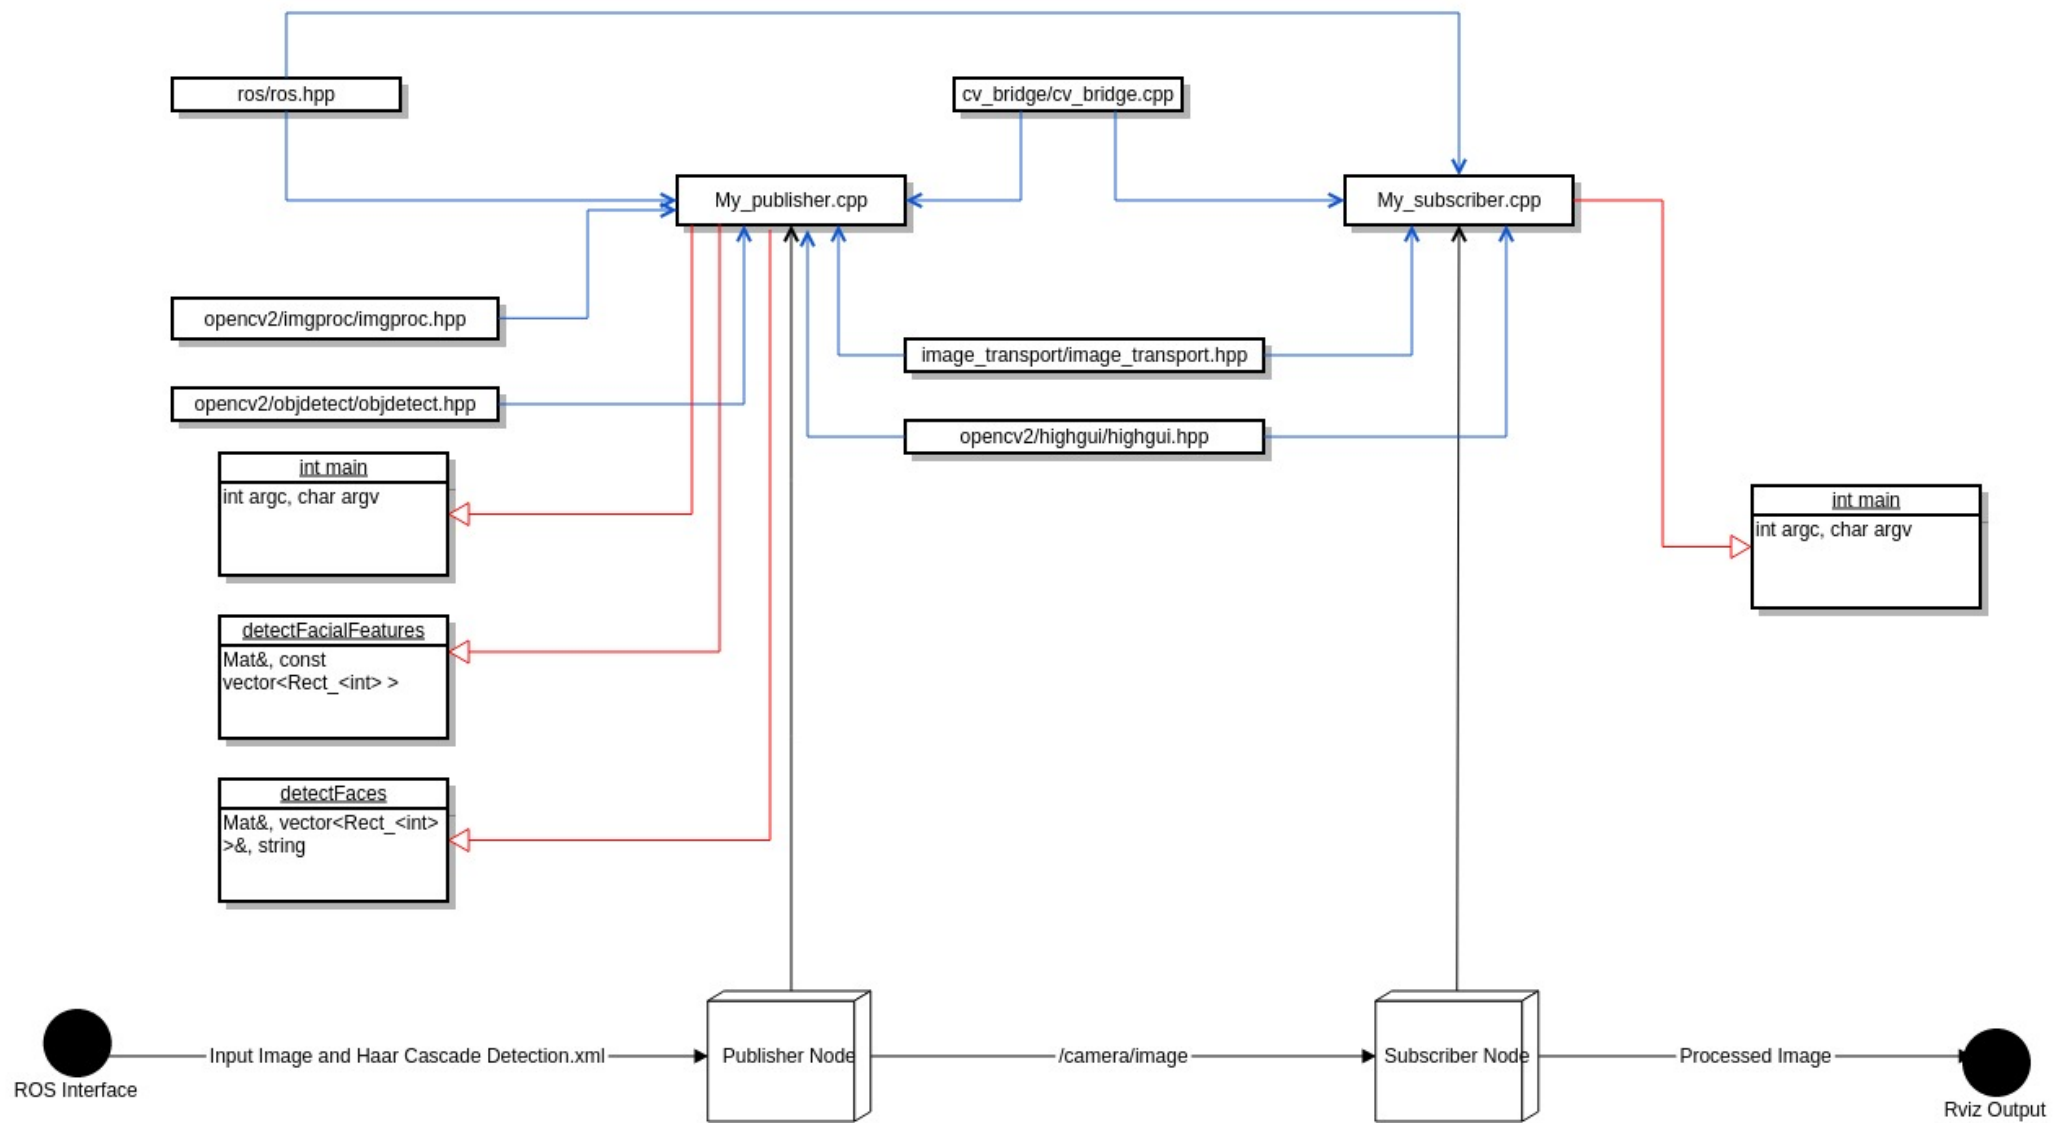 ros/ros.hpp
cv_bridge/cv_bridge.cpp
My_publisher.cpp
My_subscriber.cpp
opencv2/imgproc/imgproc.hpp
image_transport/image_transport.hpp
opencv2/objdetect/objdetect.hpp
opencv2/highgui/highgui.hpp
int main
int argc, char argv
int main
int argc, char argv
detectFacialFeatures
Mat&, const
vector<Rect_<int> >
detectFaces
Mat&, vector<Rect_<int>
>&, string
Input Image and Haar Cascade Detection.xml
Publisher Node
/camera/image
Subscriber Node
Processed Image
ROS Interface
Rviz Output